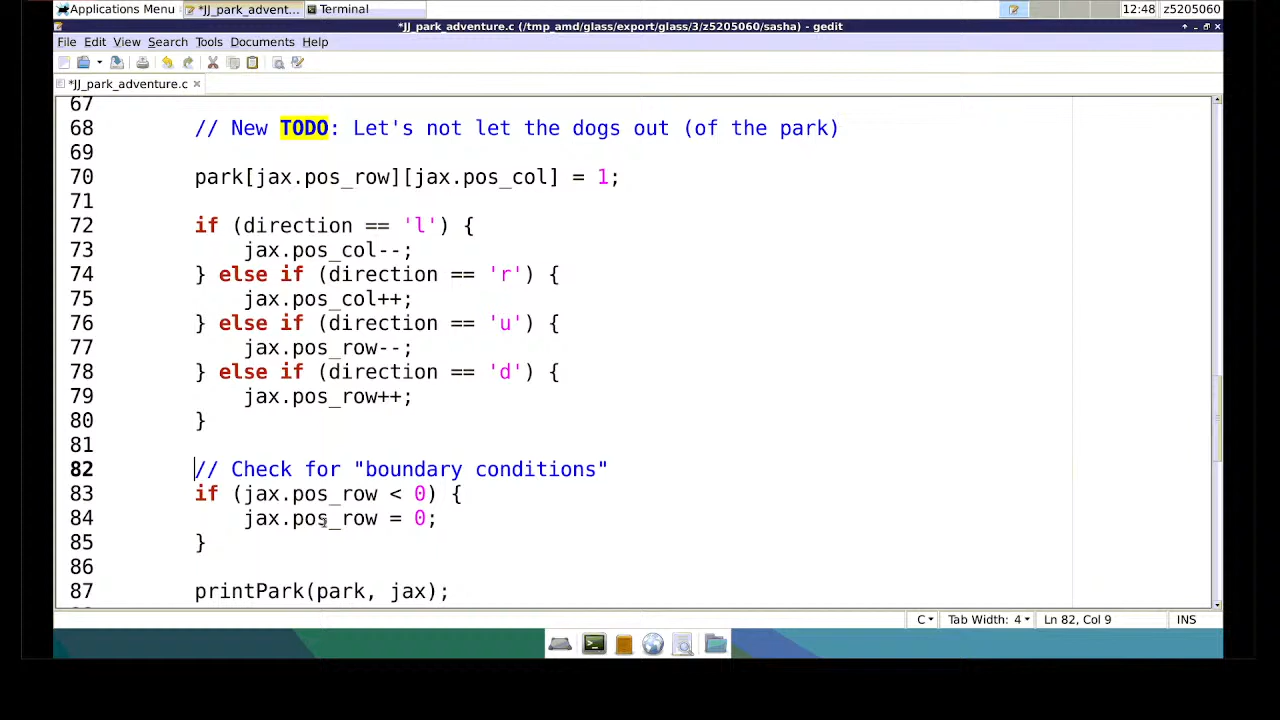 Applications Menu *JJ_park_advent... Terminal 12:48 z5205060
*JJ_park_adventure.c (/tmp_amd/glass/export/glass/3/z5205060/sasha) - gedit
File Edit View Search Tools Documents Help
*JJ_park_adventure.c
67
68 // New TODO: Let's not let the dogs out (of the park)
69
70 park[jax.pos_row][jax.pos_col] = 1;
71
72 if (direction == 'l') {
73 jax.pos_col--;
74 } else if (direction == 'r') {
75 jax.pos_col++;
76 } else if (direction == 'u') {
77 jax.pos_row--;
78 } else if (direction == 'd') {
79 jax.pos_row++;
80 }
81
82 // Check for "boundary conditions"
83 if (jax.pos_row < 0) {
84 jax.pos_row = 0;
85 }
86
87 printPark(park, jax);
C Tab Width: 4 Ln 82, Col 9 INS